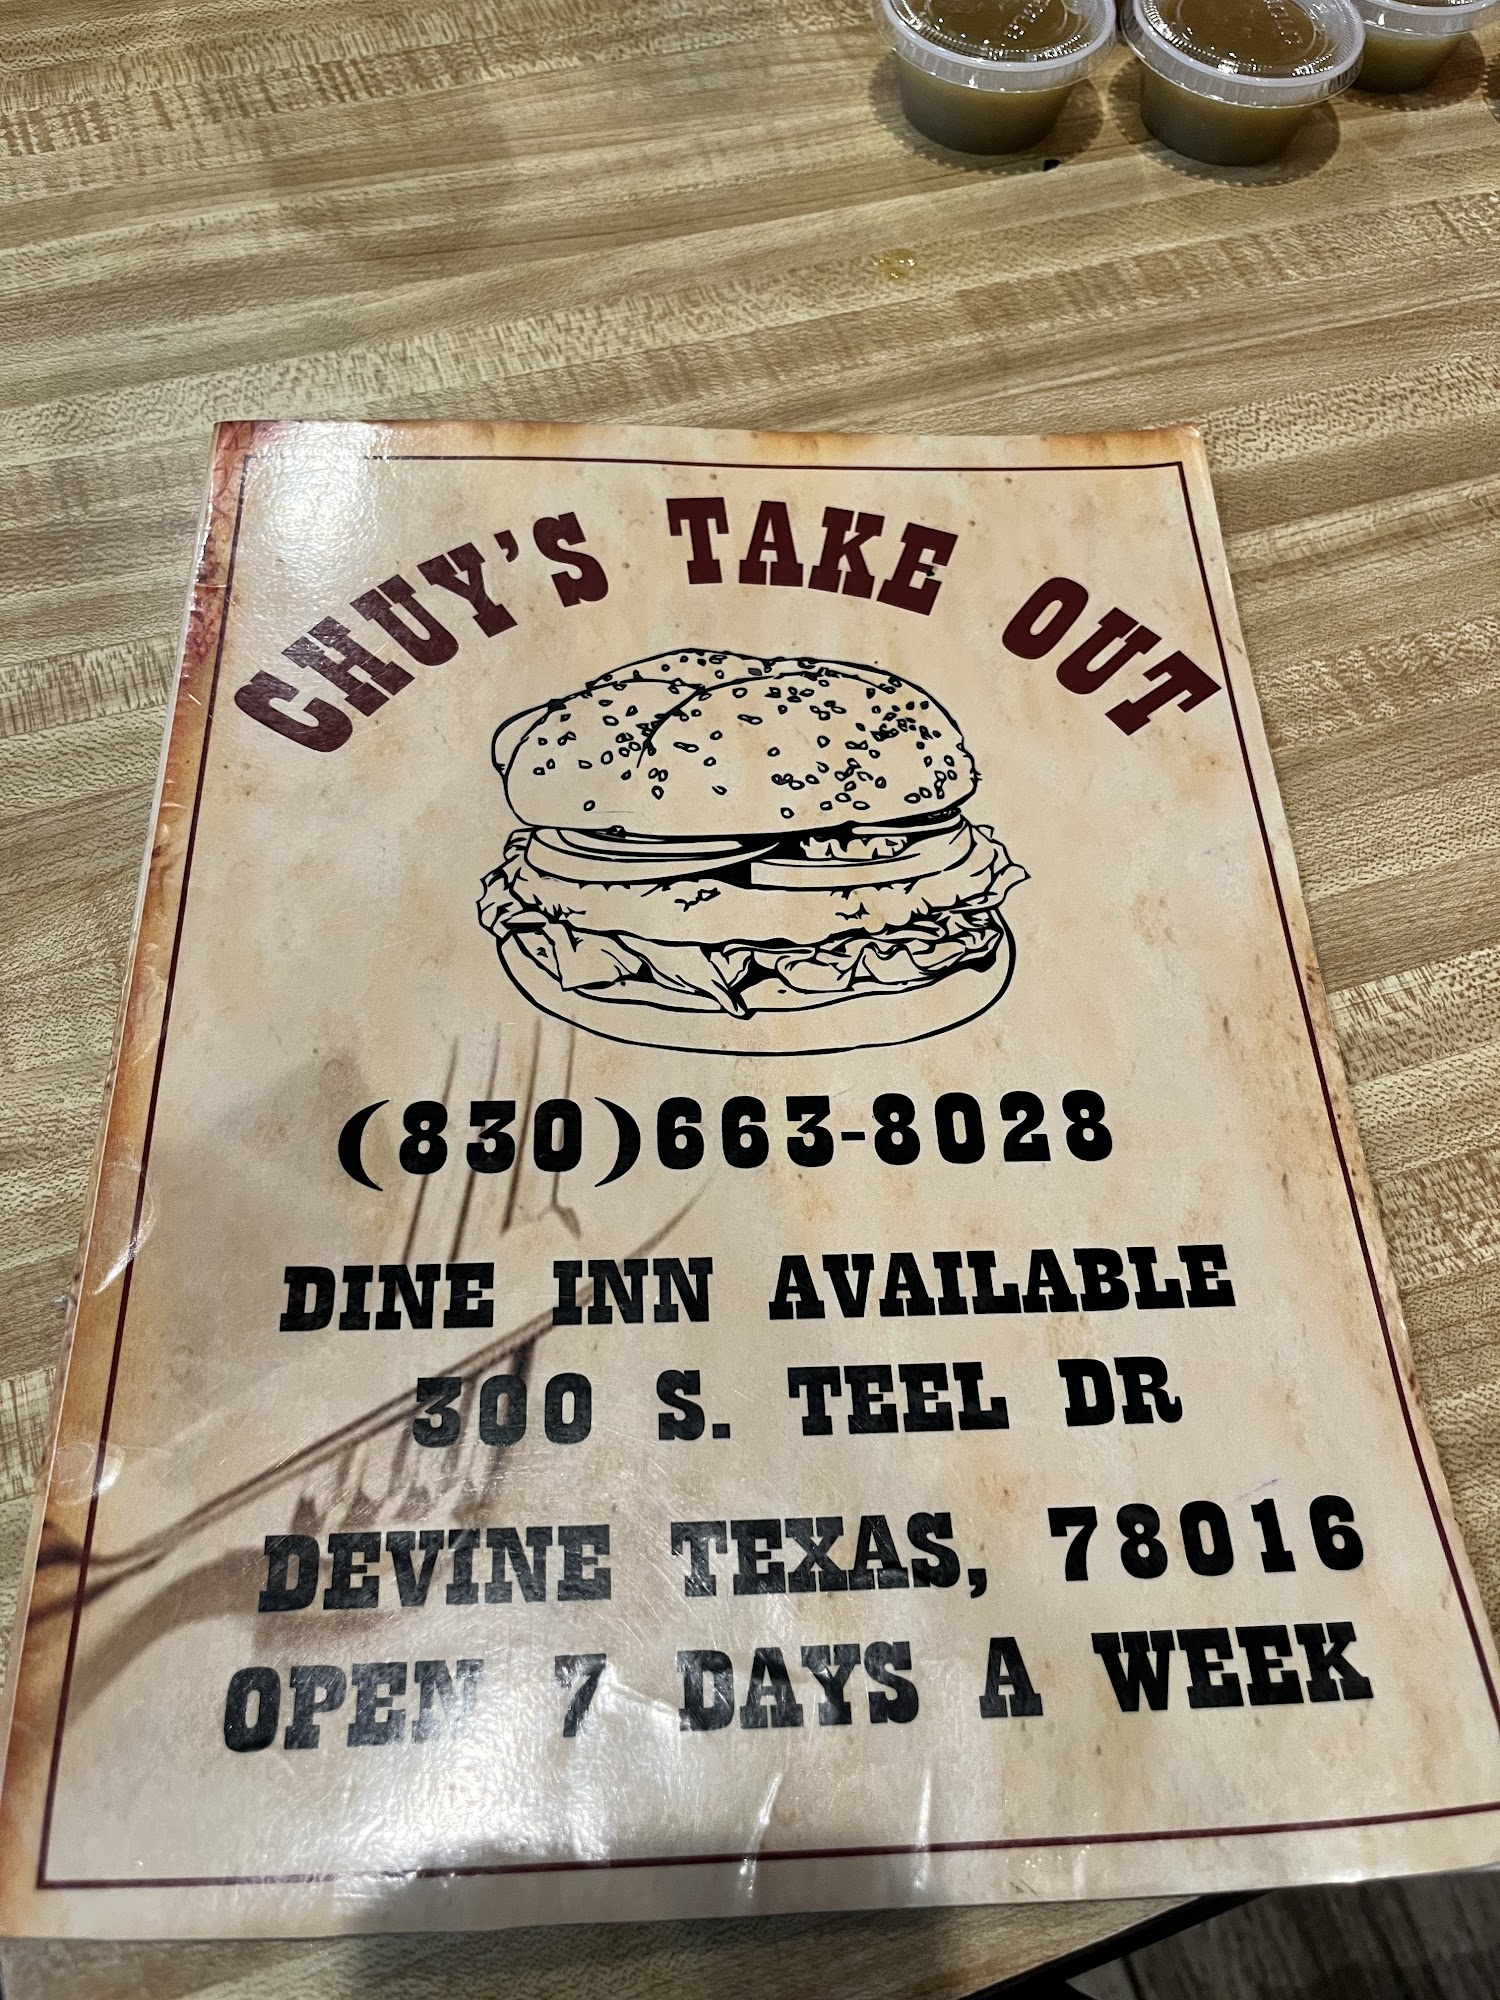 CHUY'S TAKE OUT
(830)663-8028
DINE INN AVAILABLE
300 S. TEEL DR
DEVINE TEXAS, 78016
OPEN 7 DAYS A WEEK